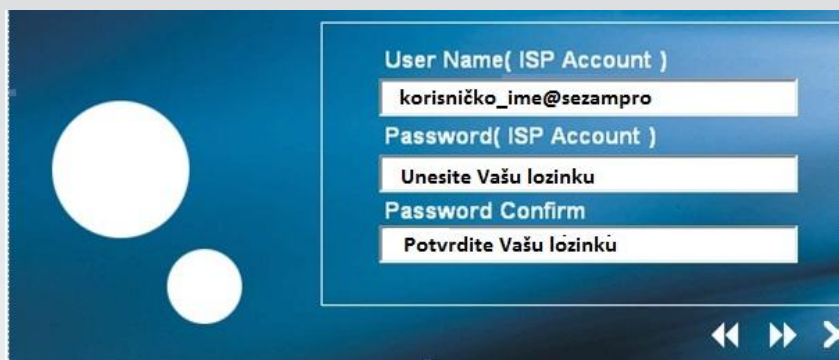 User Name( ISP Account )
korisničko_ime@sezampro
Password( ISP Account )
Unesite Vašu lozinku
Password Confirm
Potvrdite Vašu lozinku